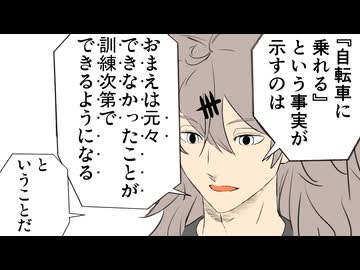 『自転車に
乗れる』
という事実が
示すのは
おまえは元々
できなかったことが
訓練次第で
できるようになる
と
いうことだ